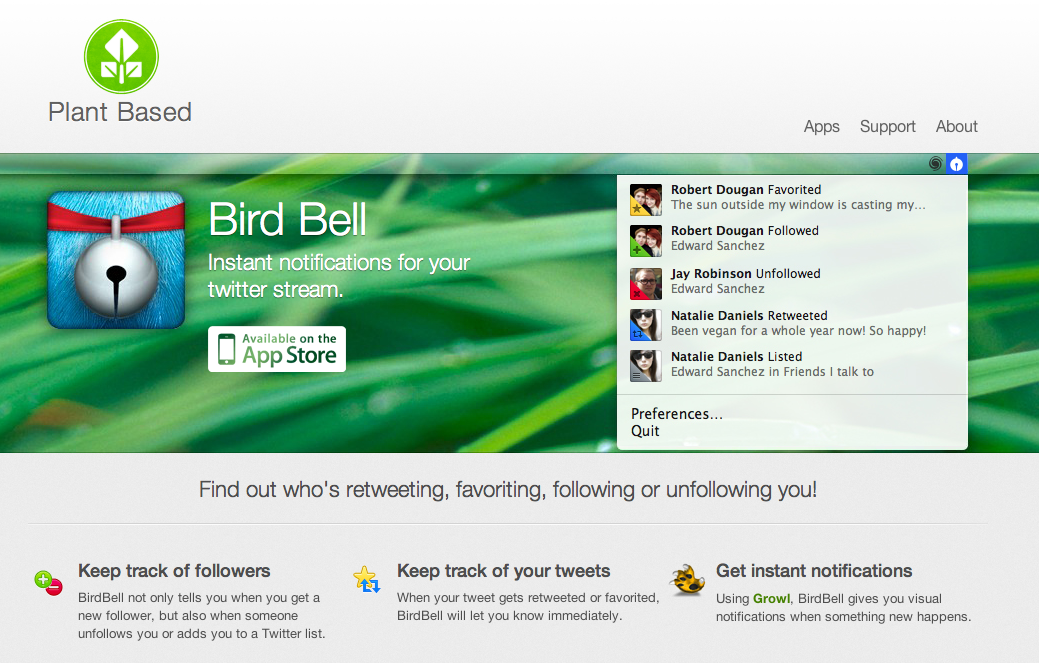 Plant Based
Apps Support About
Bird Bell
Instant notifications for your
twitter stream.
Available on the
App Store
Robert Dougan Favorited
The sun outside my window is casting my...
Robert Dougan Followed
Edward Sanchez
Jay Robinson Unfollowed
Edward Sanchez
Natalie Daniels Retweeted
Been vegan for a whole year now! So happy!
Natalie Daniels Listed
Edward Sanchez in Friends I talk to
Preferences...
Quit
Find out who's retweeting, favoriting, following or unfollowing you!
Keep track of followers
BirdBell not only tells you when you get a
new follower, but also when someone
unfollows you or adds you to a Twitter list.
Keep track of your tweets
When your tweet gets retweeted or favorited,
BirdBell will let you know immediately.
Get instant notifications
Using Growl, BirdBell gives you visual
notifications when something new happens.